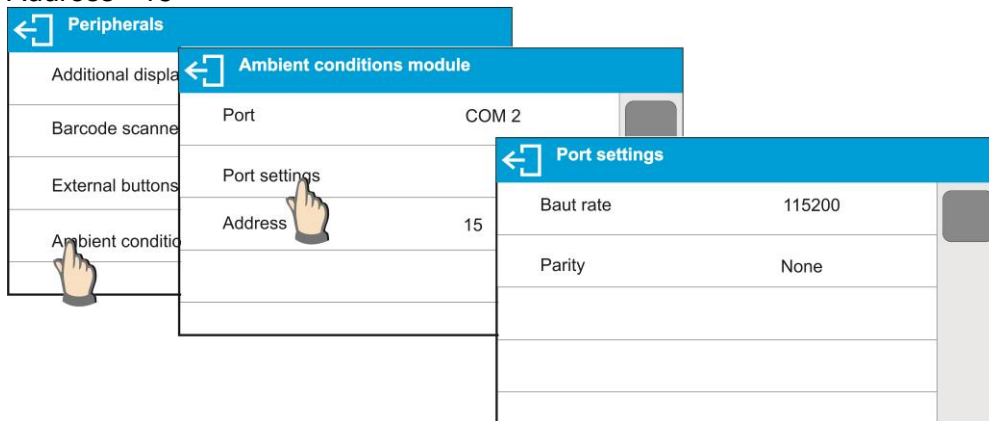 Address
Peripherals
Additional displa
Barcode scanne
External buttons
Ambient conditio
Ambient conditions module
Port COM 2
Port settings
Address 15
Port settings
Baut rate 115200
Parity None